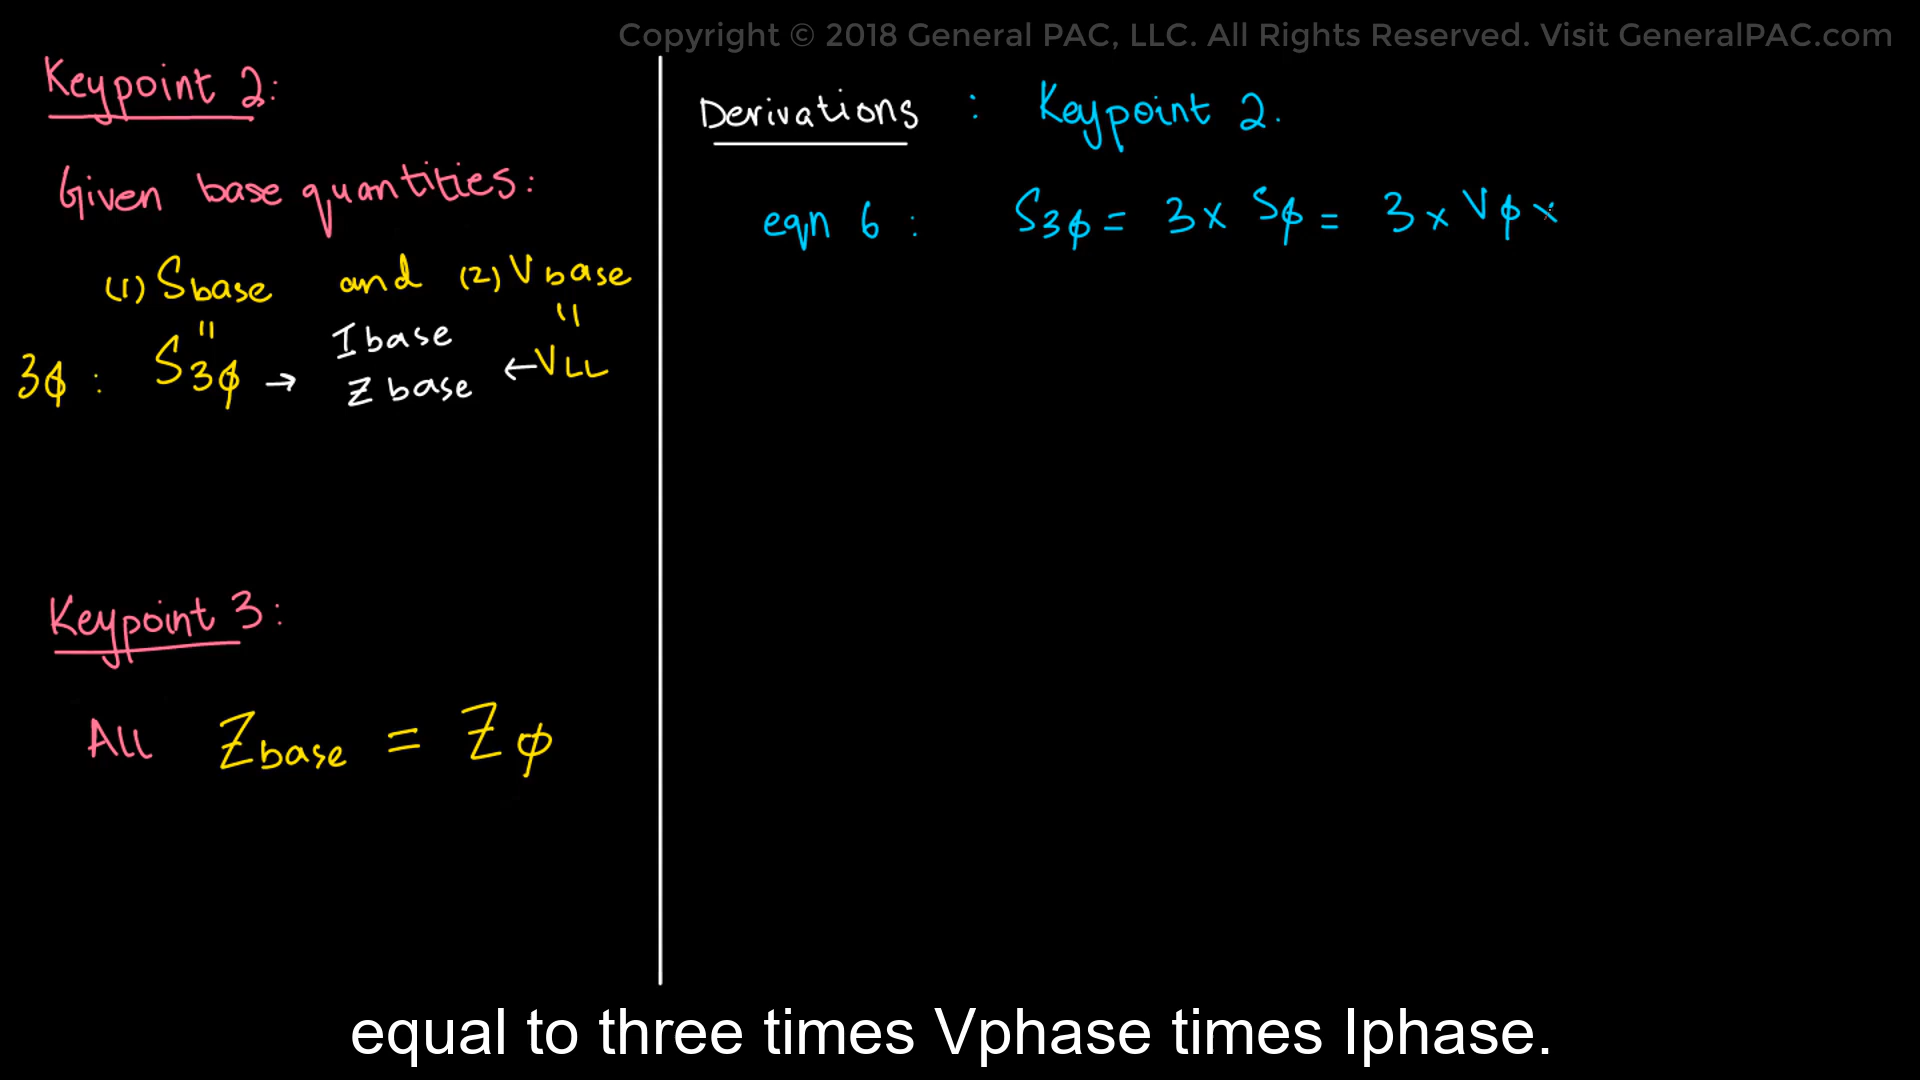 Copyright © 2018 General PAC, LLC. All Rights Reserved. Visit GeneralPAC.com
Keypoint 2:
Given base quantities:
(1) Sbase and (2) Vbase
" "
Ibase
3ϕ : S3ϕ → Zbase ← VLL
Keypoint 3:
All Zbase = Zϕ
Derivations : Keypoint 2.
eqn 6 : S3ϕ = 3 x Sϕ = 3 x Vϕ x
equal to three times Vphase times Iphase.